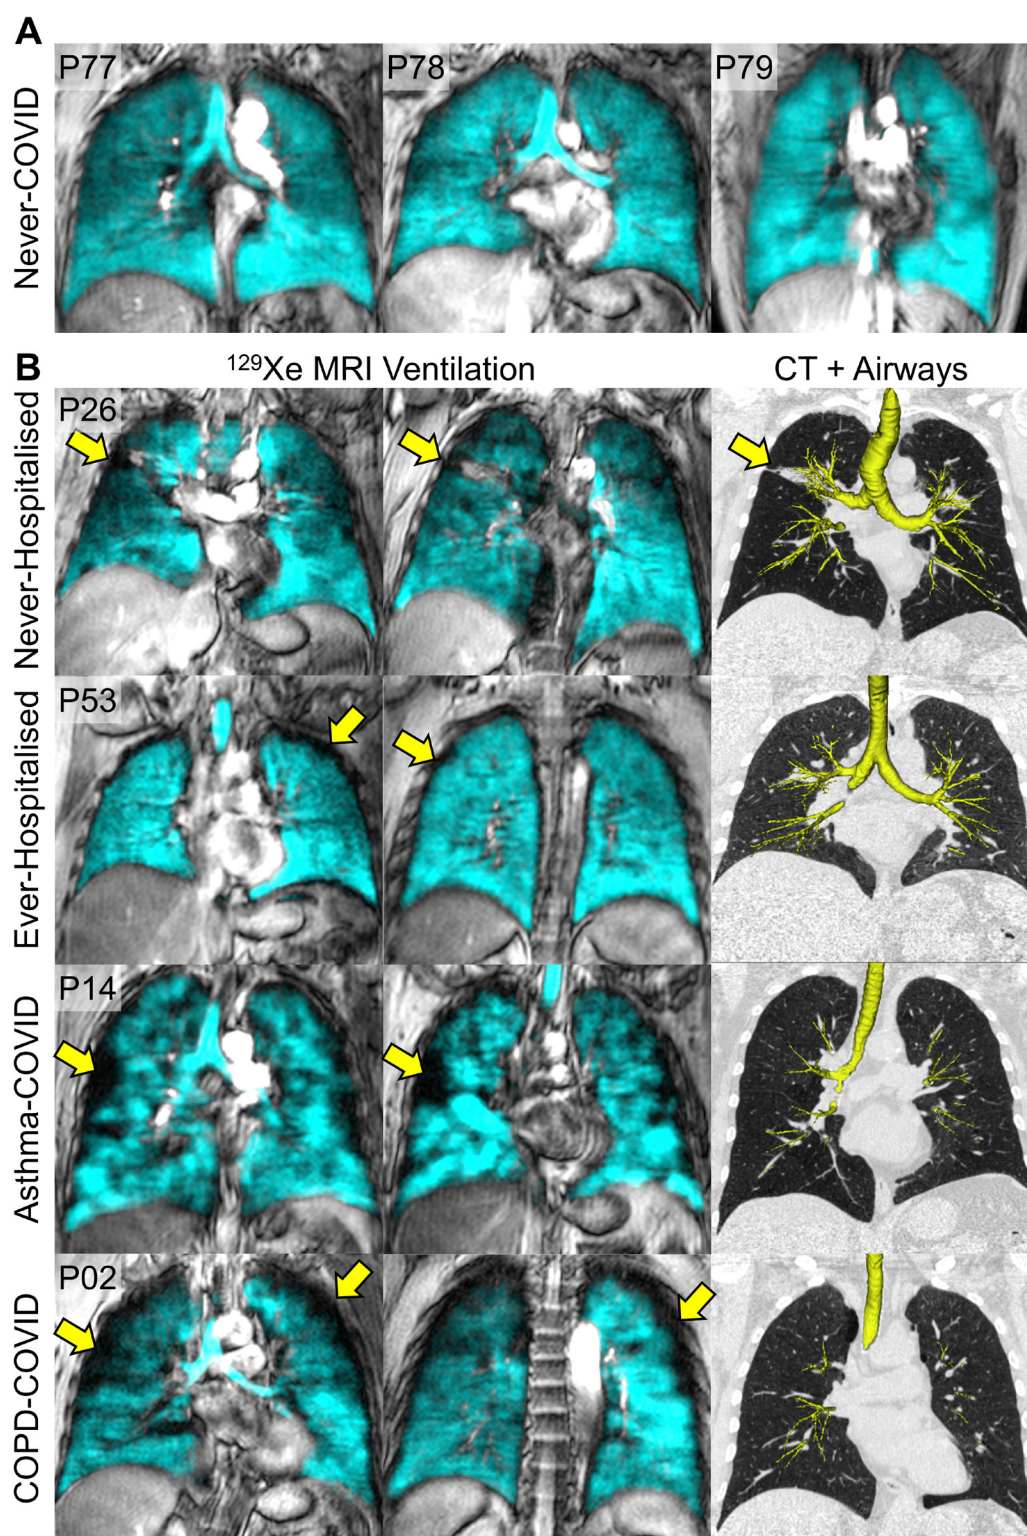 A
Never-COVID
P77
P78
P79
B
¹²⁹Xe MRI Ventilation
CT + Airways
Never-Hospitalised
P26
Ever-Hospitalised
P53
Asthma-COVID
P14
COPD-COVID
P02